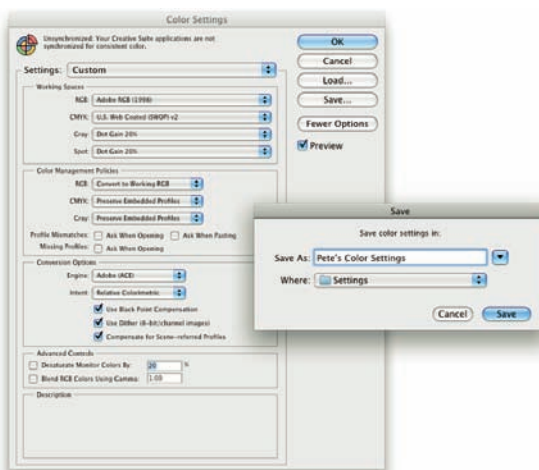 Color Settings
Unsynchronized: Your Creative Suite applications are not
synchronized for consistent color.
Settings: Custom
Working Spaces
RGB: Adobe RGB (1998)
CMYK: U.S. Web Coated (SWOP) v2
Gray: Dot Gain 20%
Spot: Dot Gain 20%
Color Management Policies
RGB: Convert to Working RGB
CMYK: Preserve Embedded Profiles
Gray: Preserve Embedded Profiles
Profile Mismatches: Ask When Opening Ask When Pasting
Missing Profiles: Ask When Opening
Conversion Options
Engine: Adobe (ACE)
Intent: Relative Colorimetric
Use Black Point Compensation
Use Dither (8-bit/channel images)
Compensate for Scene-referred Profiles
Advanced Controls
Desaturate Monitor Colors By: 20 %
Blend RGB Colors Using Gamma: 1.00
Description
OK
Cancel
Load...
Save...
Fewer Options
Preview
Save
Save color settings in:
Save As: Pete's Color Settings
Where: Settings
Cancel Save